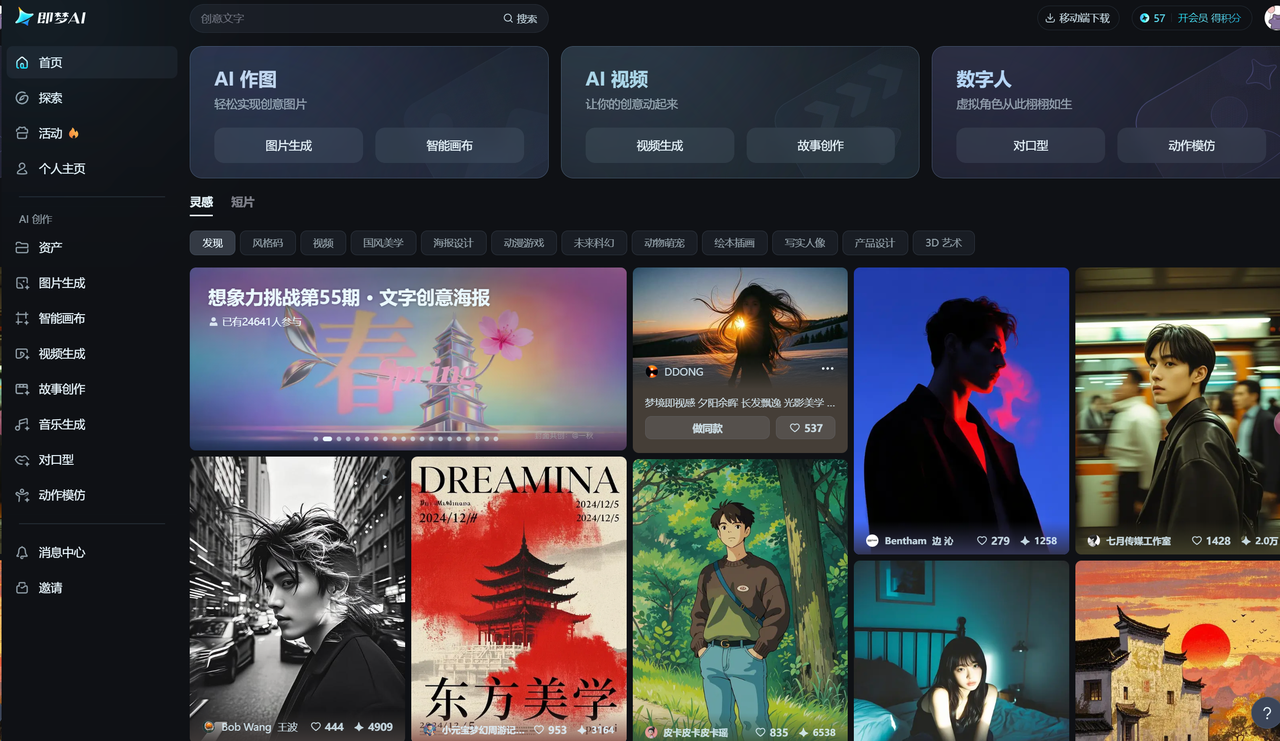 即梦AI
创意文字
搜索
移动端下载
57
开会员 得积分
首页
探索
活动
个人主页
AI 创作
资产
图片生成
智能画布
视频生成
故事创作
音乐生成
对口型
动作模仿
消息中心
邀请
AI 作图
轻松实现创意图片
图片生成
智能画布
AI 视频
让你的创意动起来
视频生成
故事创作
数字人
虚拟角色从此栩栩如生
对口型
动作模仿
灵感
短片
发现
风格码
视频
国风美学
海报设计
动漫游戏
未来科幻
动物萌宠
绘本插画
写实人像
产品设计
3D 艺术
想象力挑战第55期·文字创意海报
已有24641人参与
春
Spring
DDONG
梦境即视感 夕阳余晖 长发飘逸 光影美学 ...
做同款
537
Bentham 边 沁
279
1258
七月传媒工作室
1428
2.0万
Bob Wang 王波
444
4909
DREAMINA
2024/12/5
2024/12/#
2024/12/5
东方美学
小元宝梦幻周游记...
953
3164
皮卡皮卡皮卡瑶
835
6538
?